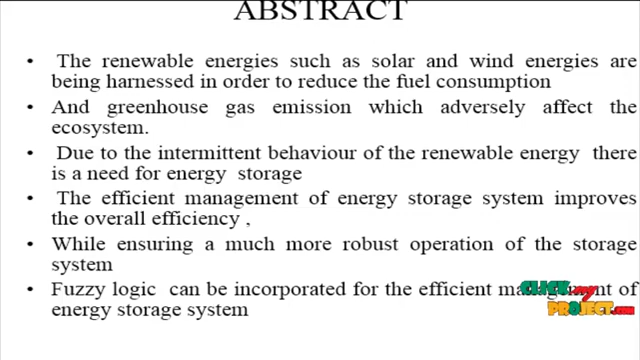 ABSTRACT
• The renewable energies such as solar and wind energies are
being harnessed in order to reduce the fuel consumption
• And greenhouse gas emission which adversely affect the
ecosystem.
• Due to the intermittent behaviour of the renewable energy there
is a need for energy storage
• The efficient management of energy storage system improves
the overall efficiency ,
• While ensuring a much more robust operation of the storage
system
• Fuzzy logic can be incorporated for the efficient management of
energy storage system
CLICK my
PROJECT.com